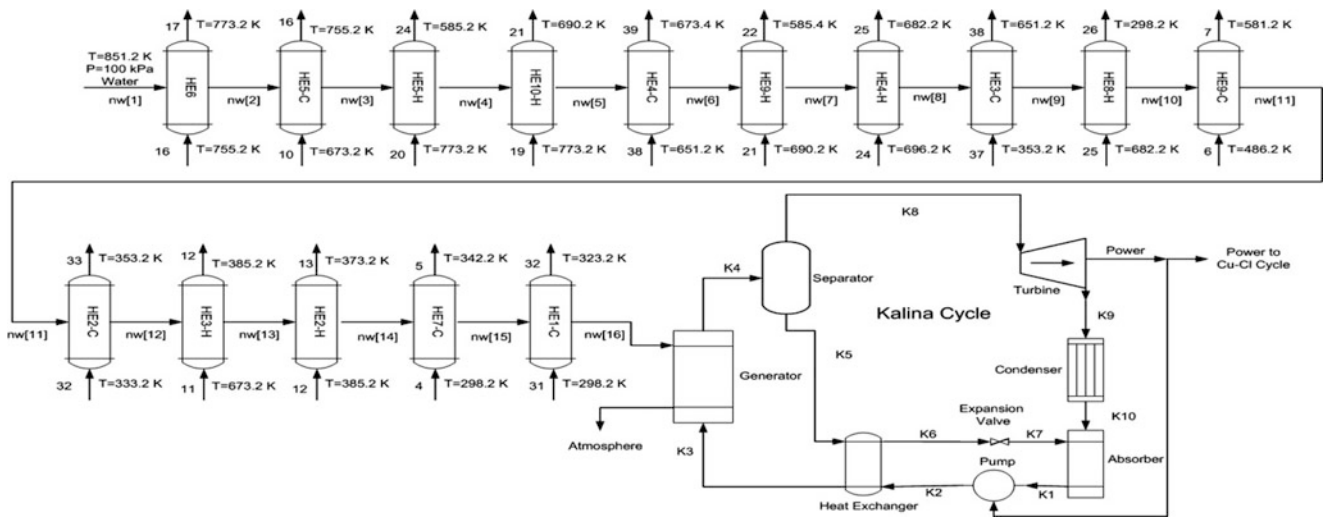 17 T=773.2 K
16 T=755.2 K
24 T=585.2 K
21 T=690.2 K
39 T=673.4 K
22 T=585.4 K
25 T=682.2 K
38 T=651.2 K
26 T=298.2 K
7 T=581.2 K
T=851.2 K
P=100 kPa
Water
nw[1]
HE6
nw[2]
HE5-C
nw[3]
HE5-H
nw[4]
HE10-H
nw[5]
HE4-C
nw[6]
HE9-H
nw[7]
HE4-H
nw[8]
HE3-C
nw[9]
HE8-H
nw[10]
HE9-C
nw[11]
16 T=755.2 K
10 T=673.2 K
20 T=773.2 K
19 T=773.2 K
38 T=651.2 K
21 T=690.2 K
24 T=696.2 K
37 T=353.2 K
25 T=682.2 K
6 T=486.2 K
33 T=353.2 K
12 T=385.2 K
13 T=373.2 K
5 T=342.2 K
32 T=323.2 K
nw[11]
HE2-C
nw[12]
HE3-H
nw[13]
HE2-H
nw[14]
HE7-C
nw[15]
HE1-C
nw[16]
32 T=333.2 K
11 T=673.2 K
12 T=385.2 K
4 T=298.2 K
31 T=298.2 K
K8
K4
Separator
Power
Power to
Cu-Cl Cycle
Turbine
Kalina Cycle
K9
K5
Generator
Condenser
Expansion
Valve
K10
Atmosphere
K3
K6
K7
Absorber
Pump
K2
K1
Heat Exchanger